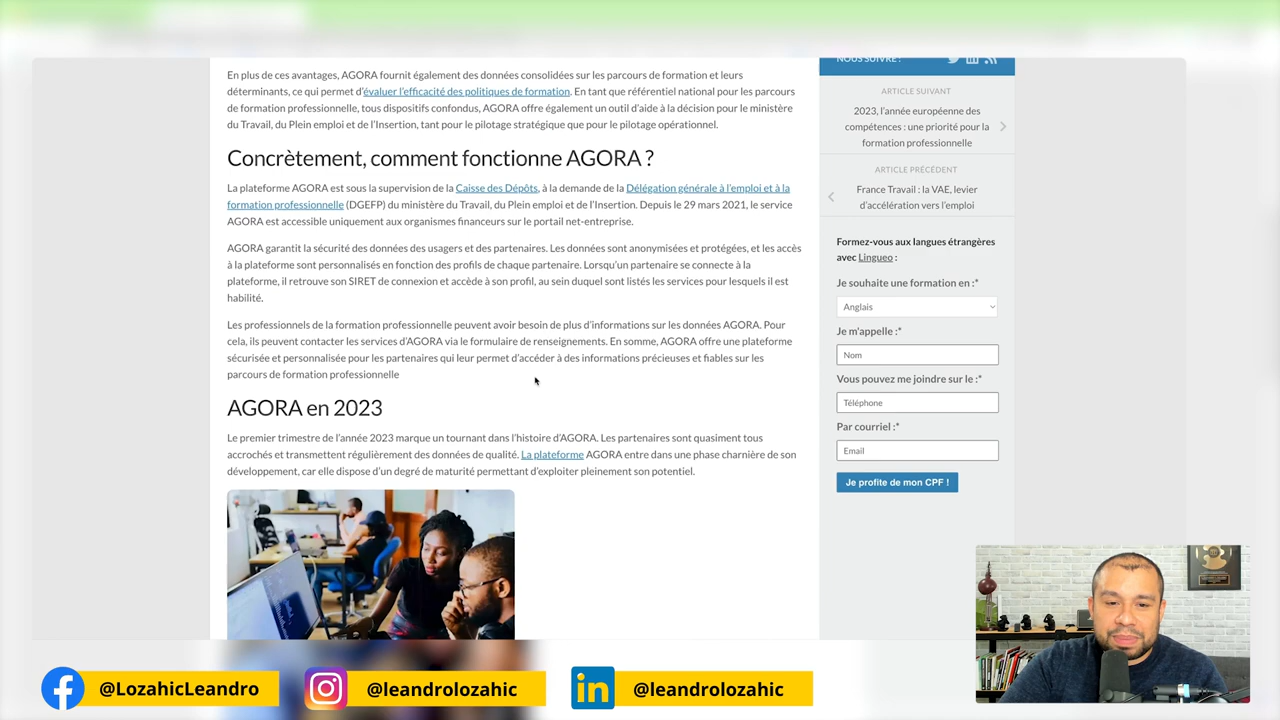 En plus de ces avantages, AGORA fournit également des données consolidées sur les parcours de formation et leurs
déterminants, ce qui permet d'évaluer l'efficacité des politiques de formation. En tant que référentiel national pour les parcours
de formation professionnelle, tous dispositifs confondus, AGORA offre également un outil d'aide à la décision pour le ministère
du Travail, du Plein emploi et de l'Insertion, tant pour le pilotage stratégique que pour le pilotage opérationnel.
Concrètement, comment fonctionne AGORA ?
La plateforme AGORA est sous la supervision de la Caisse des Dépôts, à la demande de la Délégation générale à l'emploi et à la
formation professionnelle (DGEFP) du ministère du Travail, du Plein emploi et de l'Insertion. Depuis le 29 mars 2021, le service
AGORA est accessible uniquement aux organismes financeurs sur le portail net-entreprise.
AGORA garantit la sécurité des données des usagers et des partenaires. Les données sont anonymisées et protégées, et les accès
à la plateforme sont personnalisés en fonction des profils de chaque partenaire. Lorsqu'un partenaire se connecte à la
plateforme, il retrouve son SIRET de connexion et accède à son profil, au sein duquel sont listés les services pour lesquels il est
habilité.
Les professionnels de la formation professionnelle peuvent avoir besoin de plus d'informations sur les données AGORA. Pour
cela, ils peuvent contacter les services d'AGORA via le formulaire de renseignements. En somme, AGORA offre une plateforme
sécurisée et personnalisée pour les partenaires qui leur permet d'accéder à des informations précieuses et fiables sur les
parcours de formation professionnelle
AGORA en 2023
Le premier trimestre de l'année 2023 marque un tournant dans l'histoire d'AGORA. Les partenaires sont quasiment tous
accrochés et transmettent régulièrement des données de qualité. La plateforme AGORA entre dans une phase charnière de son
développement, car elle dispose d'un degré de maturité permettant d'exploiter pleinement son potentiel.
NOUS SUIVRE :
ARTICLE SUIVANT
2023, l'année européenne des
compétences : une priorité pour la
formation professionnelle
ARTICLE PRÉCÉDENT
France Travail : la VAE, levier
d'accélération vers l'emploi
Formez-vous aux langues étrangères
avec Lingueo :
Je souhaite une formation en :*
Anglais
Je m'appelle :*
Nom
Vous pouvez me joindre sur le :*
Téléphone
Par courriel :*
Email
Je profite de mon CPF !
@LozahicLeandro
@leandrolozahic
@leandrolozahic